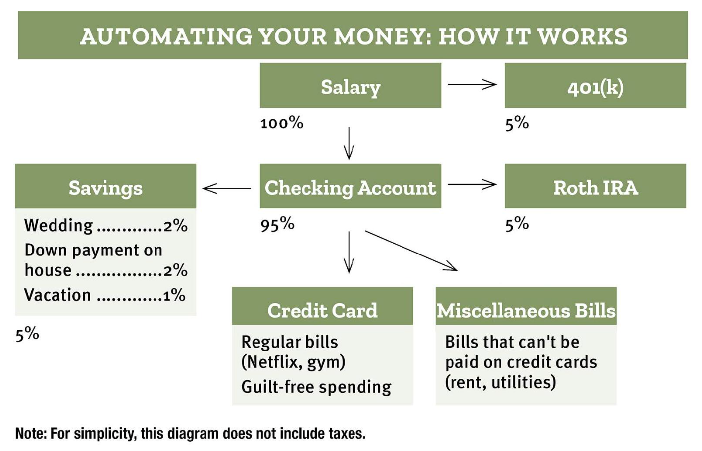 AUTOMATING YOUR MONEY: HOW IT WORKS
Salary
401(k)
100%
5%
Savings
Checking Account
Roth IRA
Wedding .............2%
Down payment on
house ................2%
Vacation .............1%
5%
95%
5%
Credit Card
Regular bills
(Netflix, gym)
Guilt-free spending
Miscellaneous Bills
Bills that can't be
paid on credit cards
(rent, utilities)
Note: For simplicity, this diagram does not include taxes.